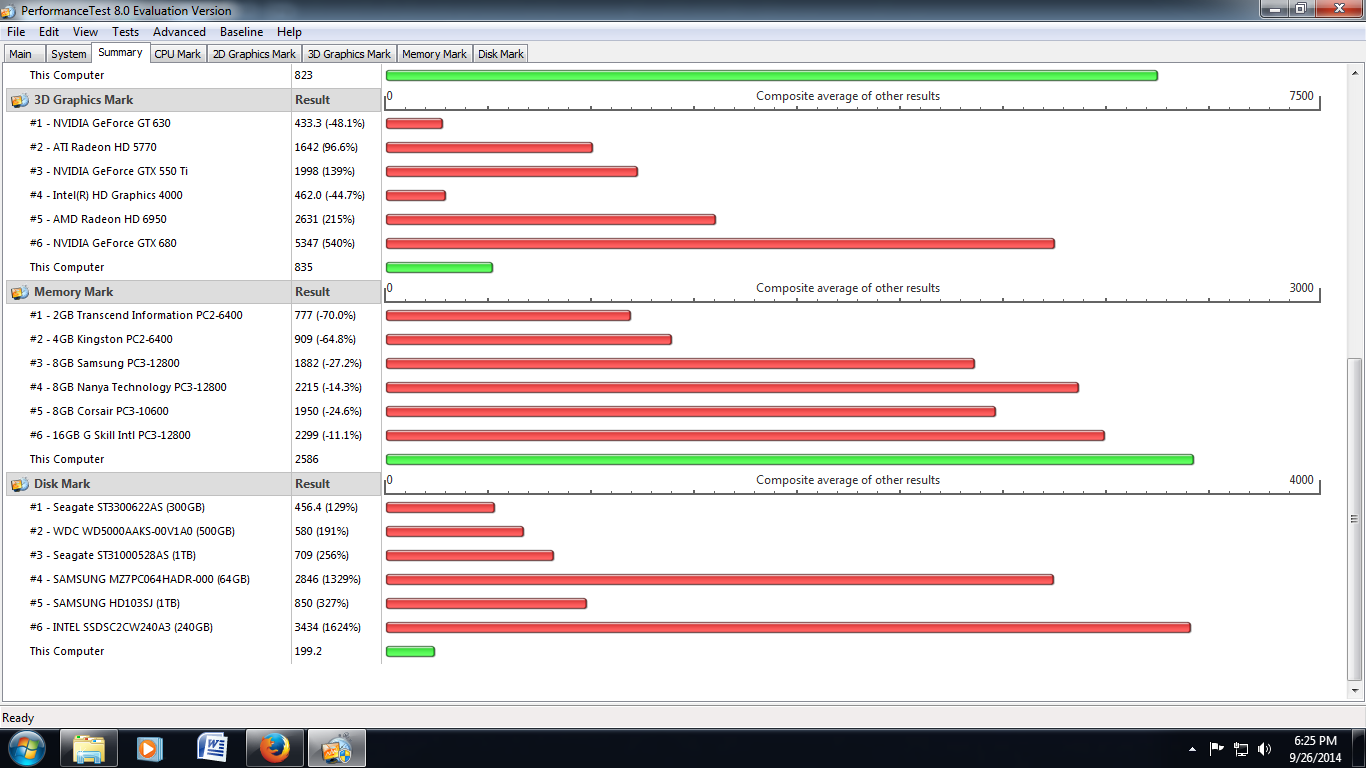 PerformanceTest 8.0 Evaluation Version
File Edit View Tests Advanced Baseline Help
Main System Summary CPU Mark 2D Graphics Mark 3D Graphics Mark Memory Mark Disk Mark
This Computer 823
3D Graphics Mark Result 0 Composite average of other results 7500
#1 - NVIDIA GeForce GT 630 433.3 (-48.1%)
#2 - ATI Radeon HD 5770 1642 (96.6%)
#3 - NVIDIA GeForce GTX 550 Ti 1998 (139%)
#4 - Intel(R) HD Graphics 4000 462.0 (-44.7%)
#5 - AMD Radeon HD 6950 2631 (215%)
#6 - NVIDIA GeForce GTX 680 5347 (540%)
This Computer 835
Memory Mark Result 0 Composite average of other results 3000
#1 - 2GB Transcend Information PC2-6400 777 (-70.0%)
#2 - 4GB Kingston PC2-6400 909 (-64.8%)
#3 - 8GB Samsung PC3-12800 1882 (-27.2%)
#4 - 8GB Nanya Technology PC3-12800 2215 (-14.3%)
#5 - 8GB Corsair PC3-10600 1950 (-24.6%)
#6 - 16GB G Skill Intl PC3-12800 2299 (-11.1%)
This Computer 2586
Disk Mark Result 0 Composite average of other results 4000
#1 - Seagate ST3300622AS (300GB) 456.4 (129%)
#2 - WDC WD5000AAKS-00V1A0 (500GB) 580 (191%)
#3 - Seagate ST31000528AS (1TB) 709 (256%)
#4 - SAMSUNG MZ7PC064HADR-000 (64GB) 2846 (1329%)
#5 - SAMSUNG HD103SJ (1TB) 850 (327%)
#6 - INTEL SSDSC2CW240A3 (240GB) 3434 (1624%)
This Computer 199.2
Ready
6:25 PM
9/26/2014